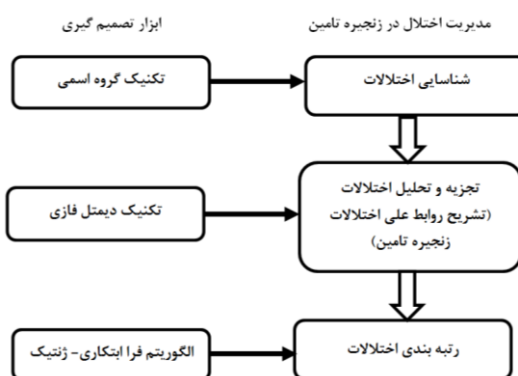 مدیریت اختلال در زنجیره تامین
ابزار تصمیم گیری
شناسایی اختلالات
تکنیک گروه اسمی
تجزیه و تحلیل اختلالات
(تشریح روابط علی اختلالات
زنجیره تامین)
تکنیک دیمتل فازی
رتبه بندی اختلالات
الگوریتم فرا ابتکاری- ژنتیک